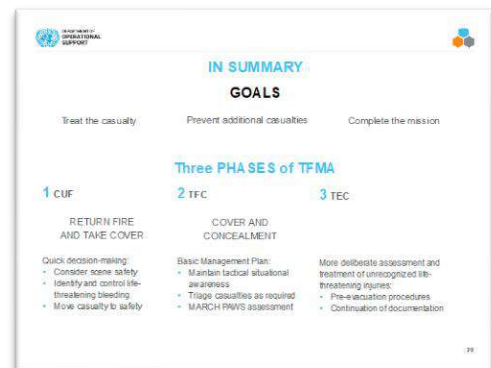 DEPARTMENT OF
OPERATIONAL
SUPPORT
IN SUMMARY
GOALS
Treat the casualty
Prevent additional casualties
Complete the mission
Three PHASES of TFMA
1 CUF
RETURN FIRE
AND TAKE COVER
Quick decision-making:
• Consider scene safety
• Identify and control life-
threatening bleeding
• Move casualty to safety
2 TFC
COVER AND
CONCEALMENT
Basic Management Plan:
• Maintain tactical situational
awareness
• Triage casualties as required
• MARCH PAWS assessment
3 TEC
More deliberate assessment and
treatment of unrecognized life-
threatening injuries:
• Pre-evacuation procedures
• Continuation of documentation